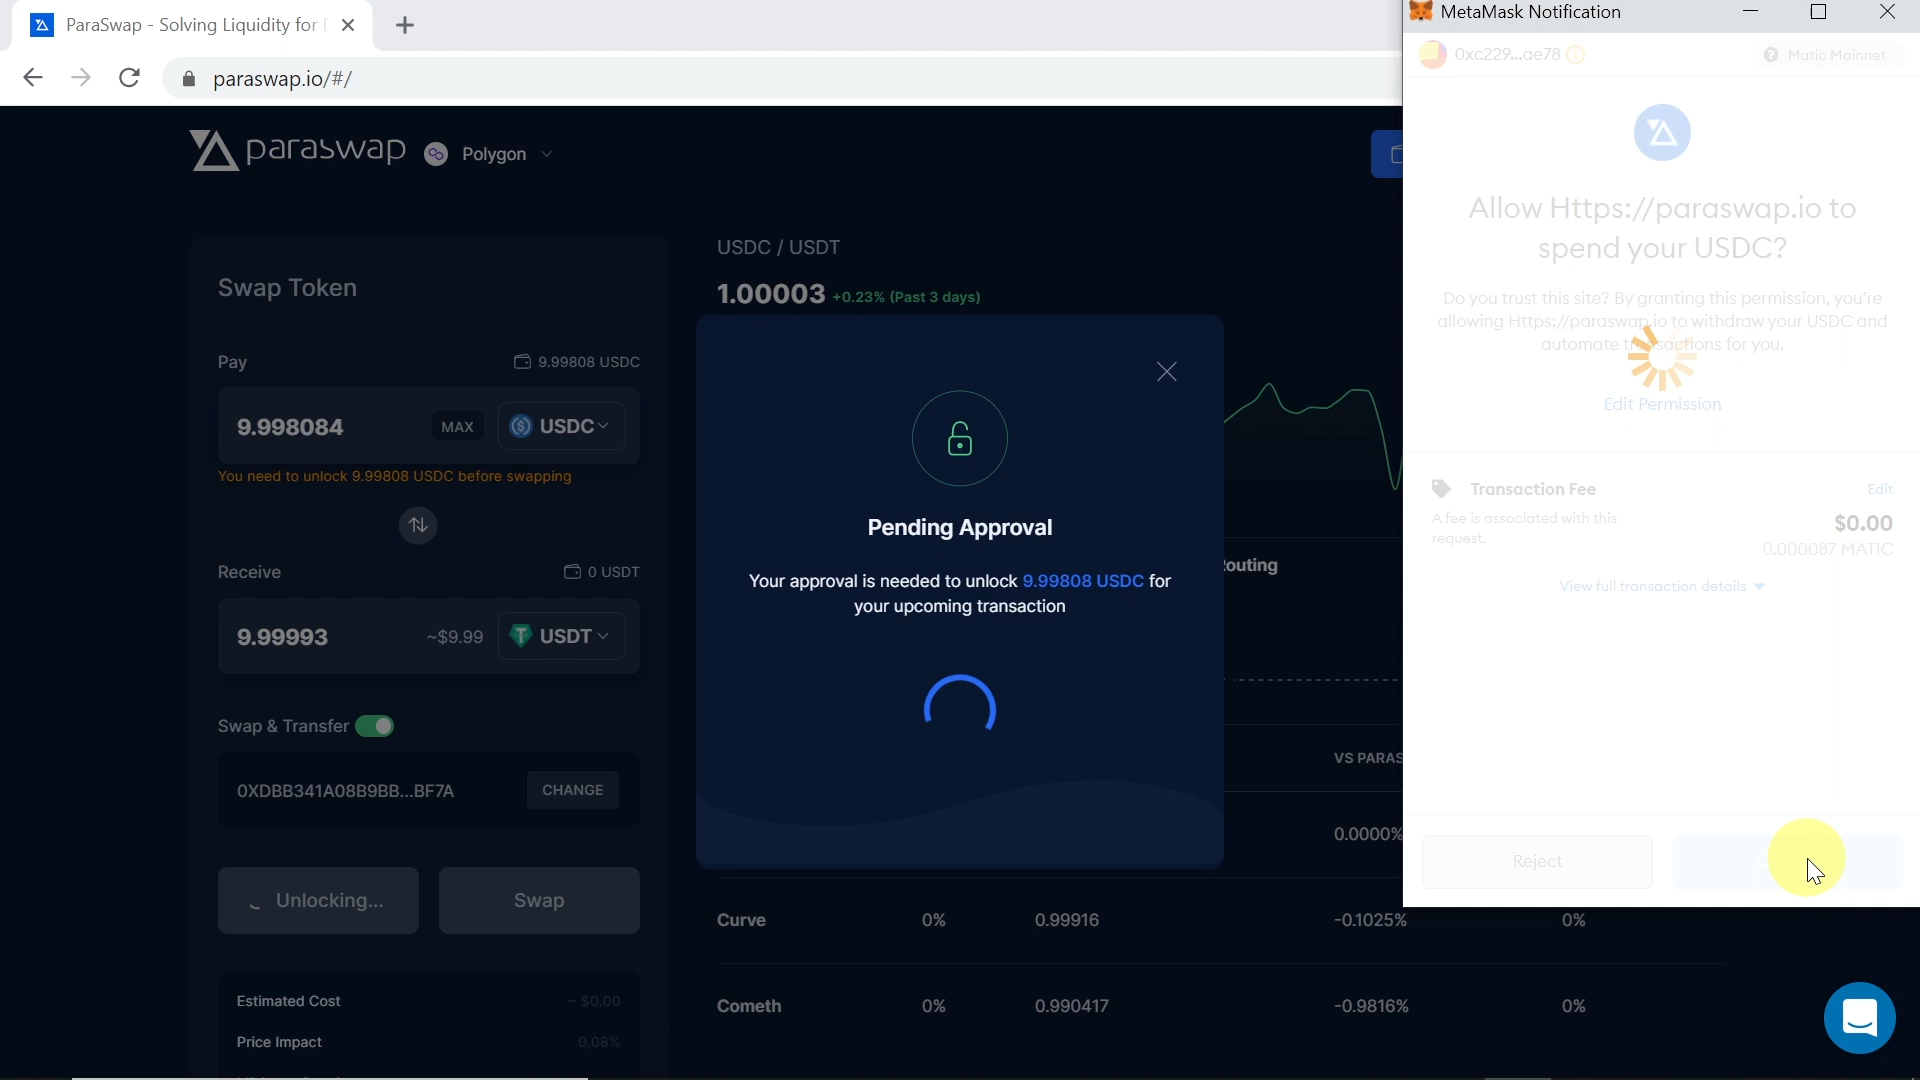 ParaSwap - Solving Liquidity for
paraswap.io/#/
paraswap
Polygon
Swap Token
Pay
9.99808 USDC
9.998084
MAX
USDC
You need to unlock 9.99808 USDC before swapping
Receive
0 USDT
9.99993
~$9.99
USDT
Swap & Transfer
0XDBB341A08B9BB...BF7A
CHANGE
Unlocking...
Swap
Estimated Cost
~ $0.00
Price Impact
0.08%
USDC / USDT
1.00003 +0.23% (Past 3 days)
Pending Approval
Your approval is needed to unlock 9.99808 USDC for
your upcoming transaction
VS PARAS
0.0000%
Curve 0% 0.99916 -0.1025% 0%
Cometh 0% 0.990417 -0.9816% 0%
MetaMask Notification
0xc229...ae78
Matic Mainnet
Allow Https://paraswap.io to
spend your USDC?
Do you trust this site? By granting this permission, you're
allowing Https://paraswap.io to withdraw your USDC and
automate transactions for you.
Edit Permission
Transaction Fee
Edit
A fee is associated with this
request.
$0.00
0.000087 MATIC
View full transaction details
Reject